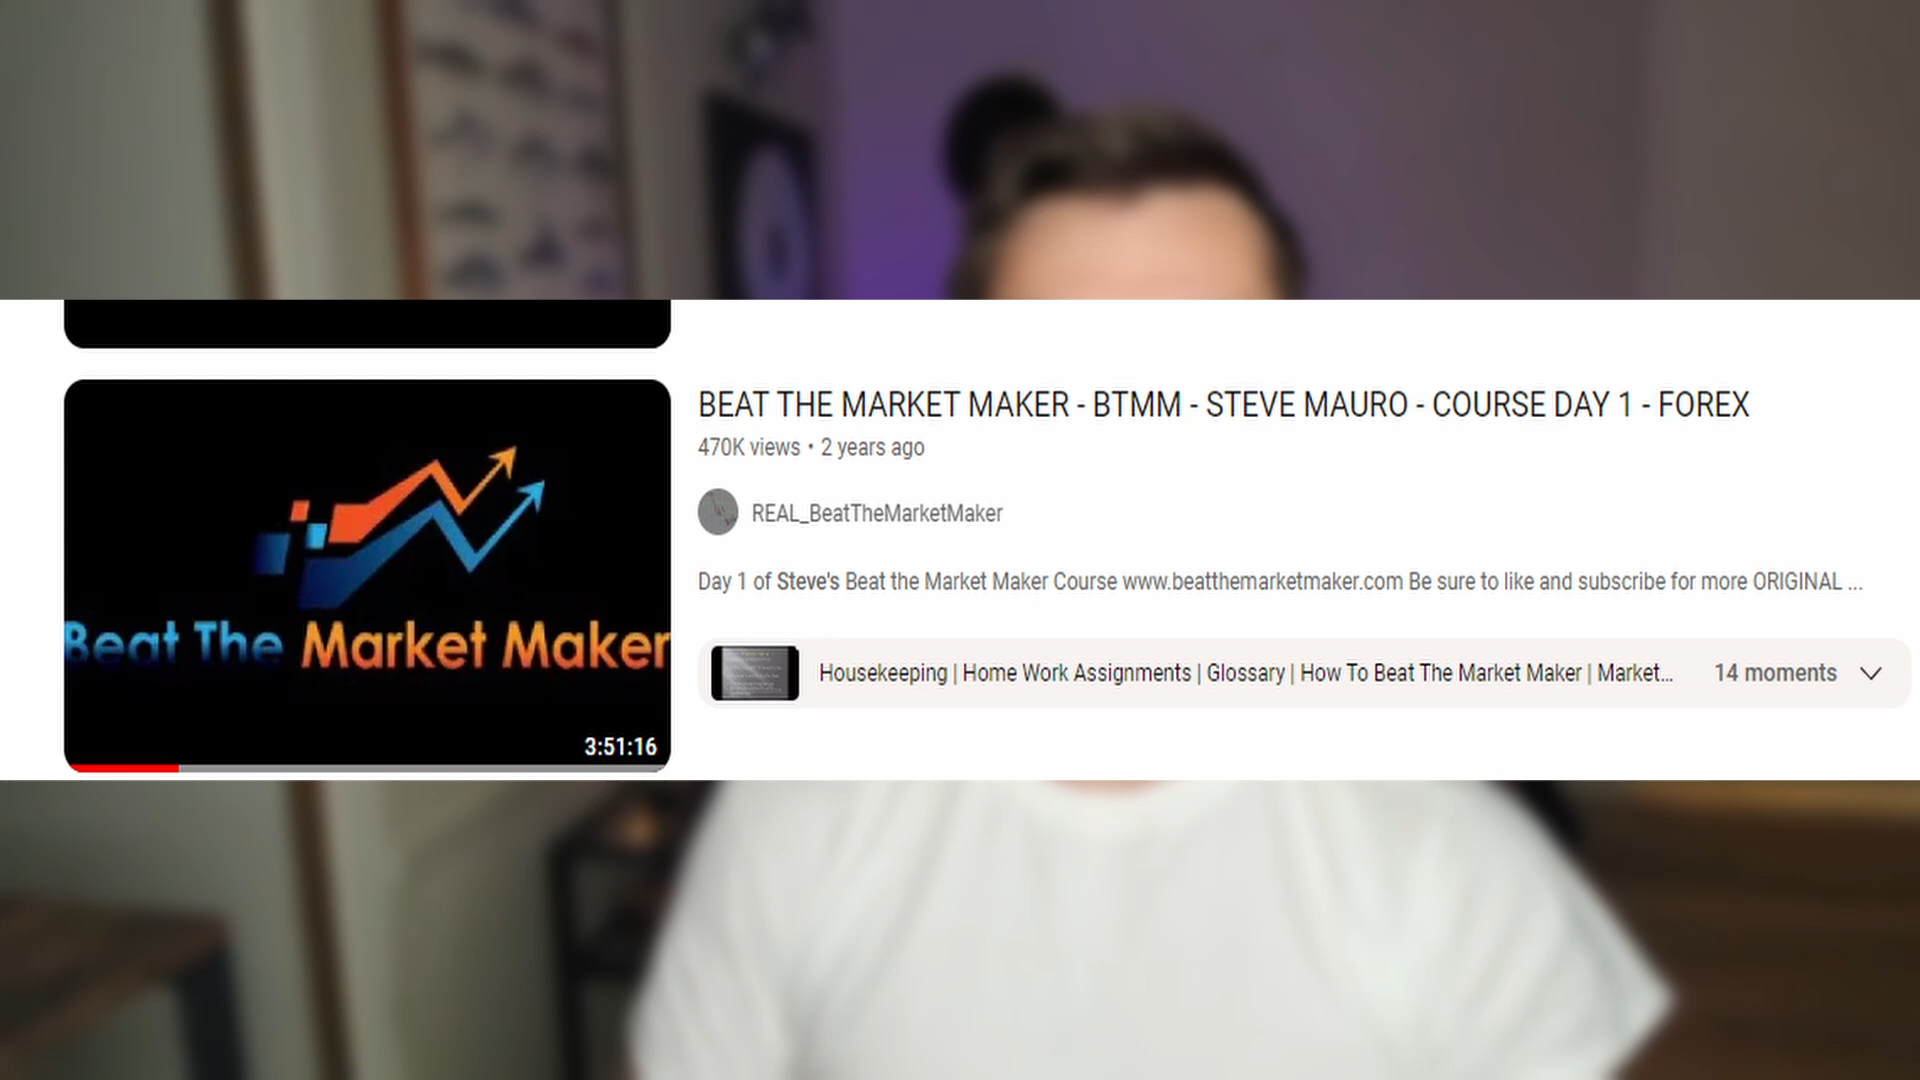 BEAT THE MARKET MAKER - BTMM - STEVE MAURO - COURSE DAY 1 - FOREX
470K views • 2 years ago
REAL_BeatTheMarketMaker
Day 1 of Steve's Beat the Market Maker Course www.beatthemarketmaker.com Be sure to like and subscribe for more ORIGINAL ...
Beat The Market Maker
Housekeeping | Home Work Assignments | Glossary | How To Beat The Market Maker | Market...
14 moments
3:51:16